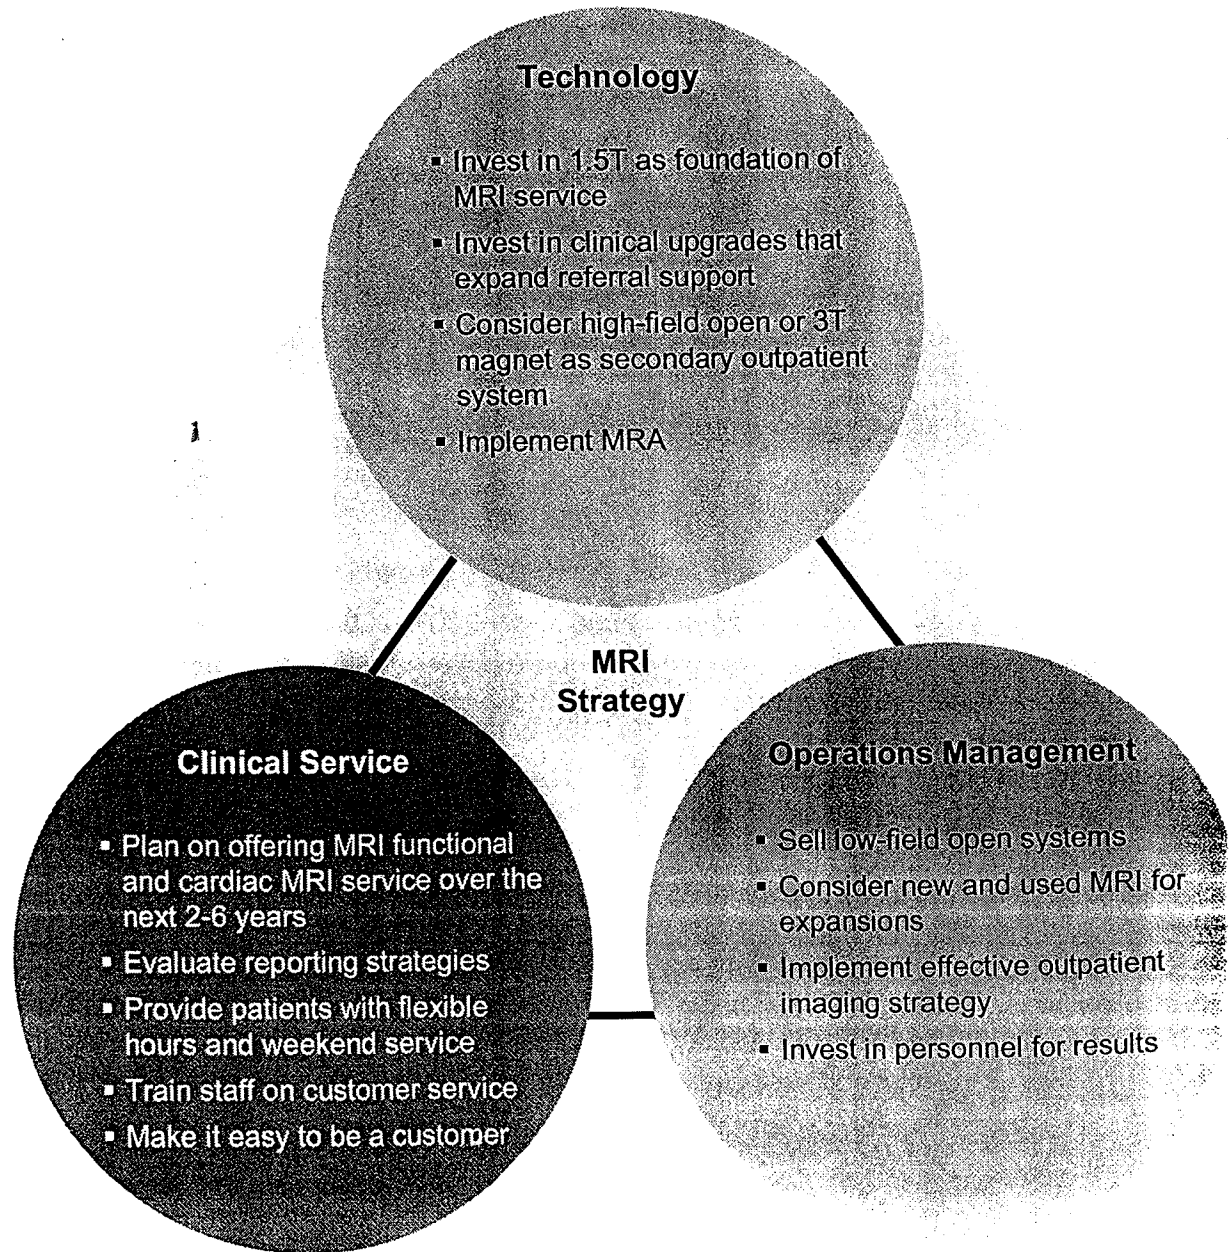 Technology
▪ Invest in 1.5T as foundation of
MRI service
▪ Invest in clinical upgrades that
expand referral support
▪ Consider high-field open or 3T
magnet as secondary outpatient
system
▪ Implement MRA
MRI
Strategy
Clinical Service
▪ Plan on offering MRI functional
and cardiac MRI service over the
next 2-6 years
▪ Evaluate reporting strategies
▪ Provide patients with flexible
hours and weekend service
▪ Train staff on customer service
▪ Make it easy to be a customer
Operations Management
▪ Sell low-field open systems
▪ Consider new and used MRI for
expansions
▪ Implement effective outpatient
imaging strategy
▪ Invest in personnel for results